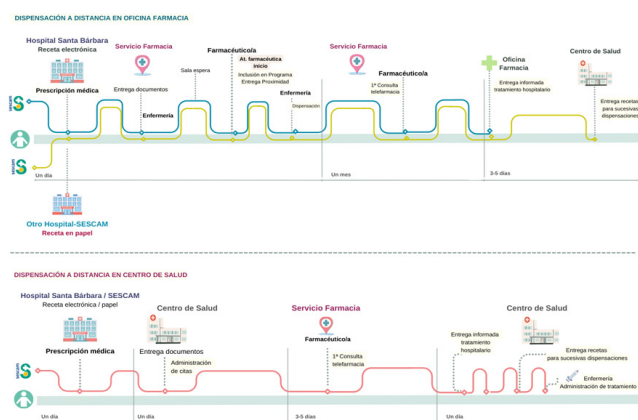 DISPENSACIÓN A DISTANCIA EN OFICINA FARMACIA
Hospital Santa Bárbara
Receta electrónica
Prescripción médica
Servicio Farmacia
Entrega documentos
Enfermería
Sala espera
Farmacéutico/a
At. farmacéutica
inicio
Inclusión en Programa
Entrega Proximidad
Enfermería
Dispensación
Servicio Farmacia
Farmacéutico/a
1ª Consulta
telefarmacia
Oficina
Farmacia
Entrega informada
tratamiento hospitalario
Centro de Salud
Entrega recetas
para sucesivas
dispensaciones
sescam
sescam
Un día
Un mes
3-5 días
Otro Hospital-SESCAM
Receta en papel
DISPENSACIÓN A DISTANCIA EN CENTRO DE SALUD
Hospital Santa Bárbara / SESCAM
Receta electrónica / papel
Prescripción médica
Centro de Salud
Entrega documentos
Administración
de citas
Servicio Farmacia
Farmacéutico/a
1ª Consulta
telefarmacia
Centro de Salud
Entrega informada
tratamiento
hospitalario
Entrega recetas
para sucesivas dispensaciones
Enfermería
Administración de tratamiento
sescam
Un día
Un día
3-5 días
Un día